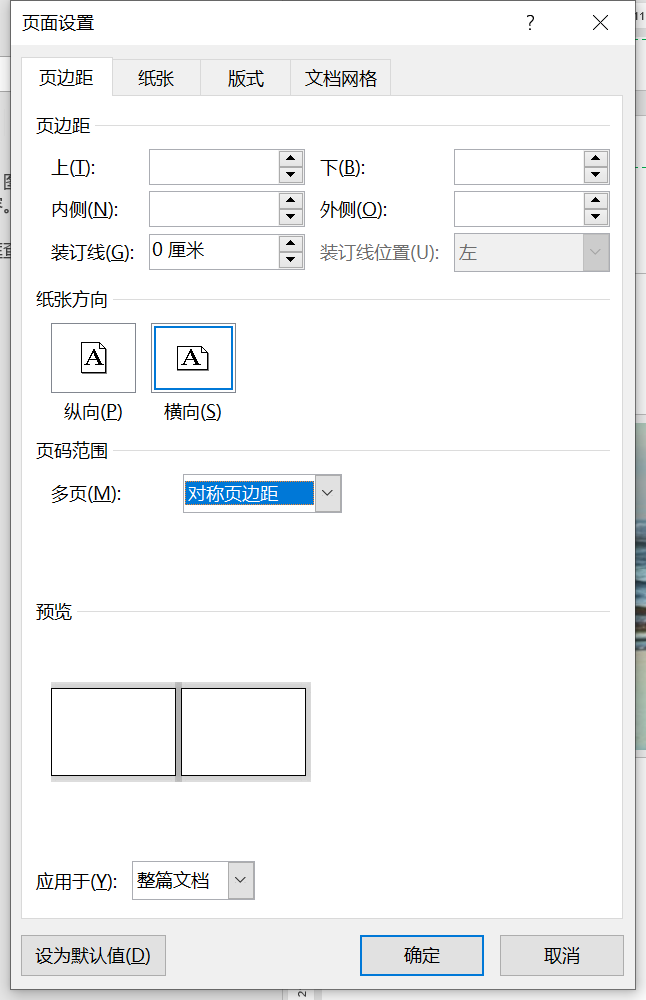 页面设置
?
11
页边距 纸张 版式 文档网格
页边距
上(T): 下(B):
内侧(N): 外侧(O):
装订线(G): 0 厘米 装订线位置(U): 左
纸张方向
A A
纵向(P) 横向(S)
页码范围
多页(M): 对称页边距
预览
应用于(Y): 整篇文档
设为默认值(D) 确定 取消
2